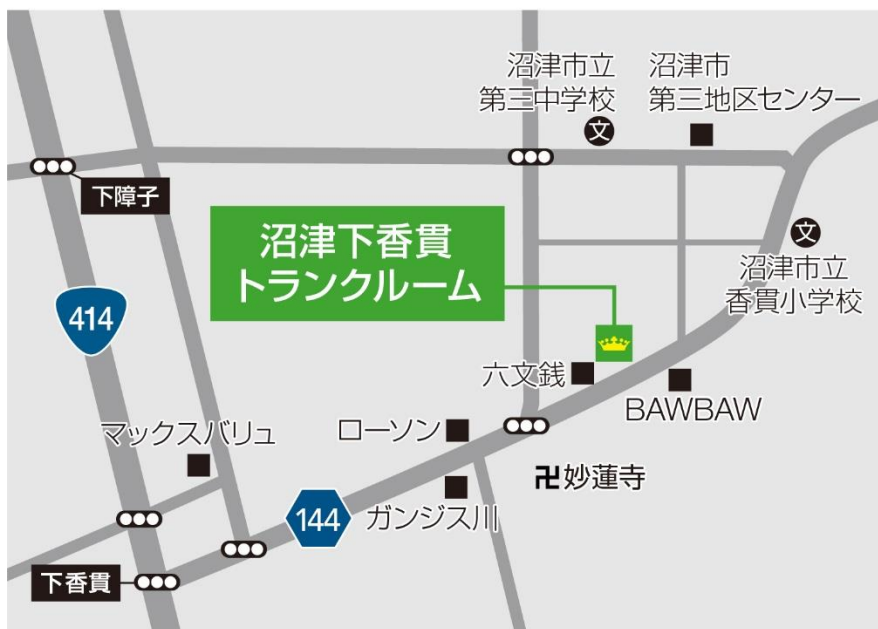 沼津市立
第三中学校
沼津市
第三地区センター
文
下障子
沼津下香貫
トランクルーム
文
沼津市立
香貫小学校
414
六文銭
BAWBAW
マックスバリュ
ローソン
卍妙蓮寺
144
ガンジス川
下香貫